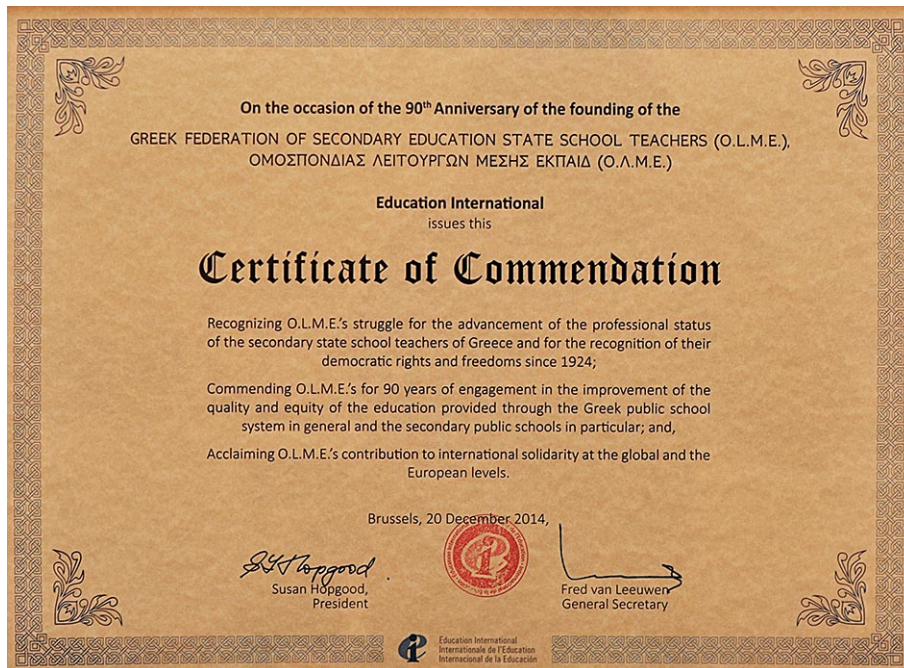 On the occasion of the 90th Anniversary of the founding of the
GREEK FEDERATION OF SECONDARY EDUCATION STATE SCHOOL TEACHERS (O.L.M.E.),
ΟΜΟΣΠΟΝΔΙΑΣ ΛΕΙΤΟΥΡΓΩΝ ΜΕΣΗΣ ΕΚΠΑΙΔ (Ο.Λ.Μ.Ε.)
Education International
issues this
Certificate of Commendation
Recognizing O.L.M.E.'s struggle for the advancement of the professional status
of the secondary state school teachers of Greece and for the recognition of their
democratic rights and freedoms since 1924;
Commending O.L.M.E.'s for 90 years of engagement in the improvement of the
quality and equity of the education provided through the Greek public school
system in general and the secondary public schools in particular; and,
Acclaiming O.L.M.E.'s contribution to international solidarity at the global and the
European levels.
Brussels, 20 December 2014,
Susan Hopgood,
President
Fred van Leeuwen
General Secretary
Education International
Internationale de l'Education
Internacional de la Educación